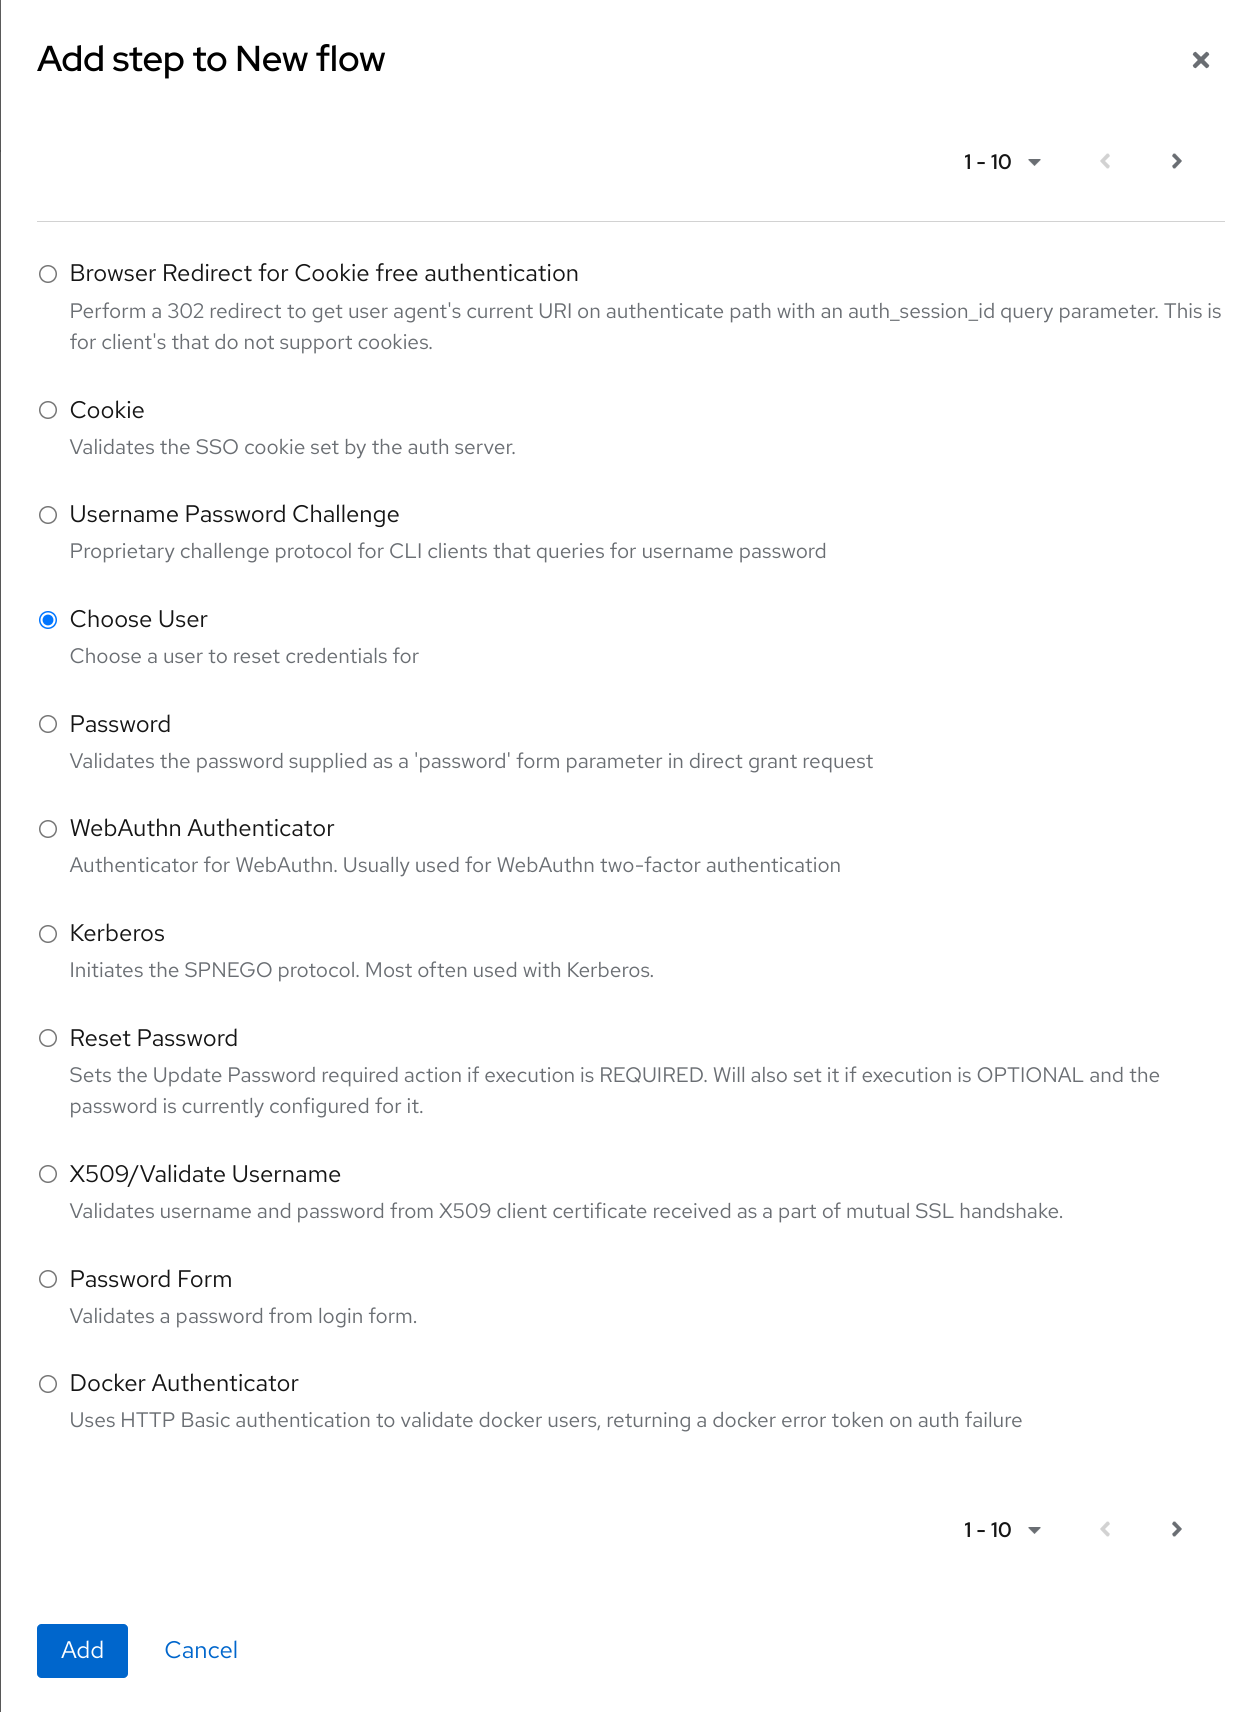 Add step to New flow
1 - 10
Browser Redirect for Cookie free authentication
Perform a 302 redirect to get user agent's current URI on authenticate path with an auth_session_id query parameter. This is
for client's that do not support cookies.
Cookie
Validates the SSO cookie set by the auth server.
Username Password Challenge
Proprietary challenge protocol for CLI clients that queries for username password
Choose User
Choose a user to reset credentials for
Password
Validates the password supplied as a 'password' form parameter in direct grant request
WebAuthn Authenticator
Authenticator for WebAuthn. Usually used for WebAuthn two-factor authentication
Kerberos
Initiates the SPNEGO protocol. Most often used with Kerberos.
Reset Password
Sets the Update Password required action if execution is REQUIRED. Will also set it if execution is OPTIONAL and the
password is currently configured for it.
X509/Validate Username
Validates username and password from X509 client certificate received as a part of mutual SSL handshake.
Password Form
Validates a password from login form.
Docker Authenticator
Uses HTTP Basic authentication to validate docker users, returning a docker error token on auth failure
1 - 10
Add Cancel